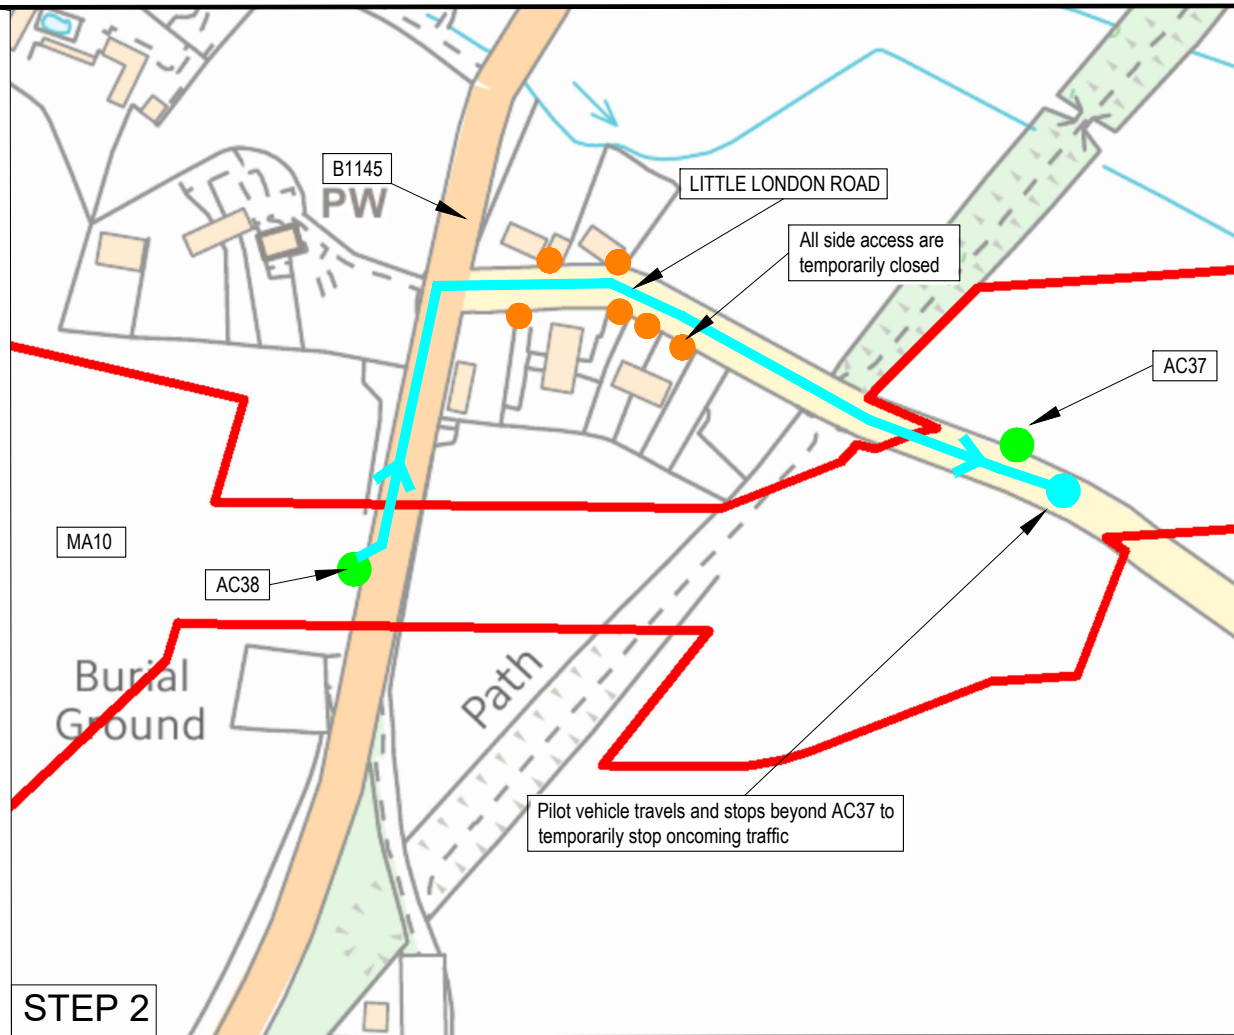 B1145
PW
LITTLE LONDON ROAD
All side access are
temporarily closed
AC37
MA10
AC38
Burial
Ground
Path
Pilot vehicle travels and stops beyond AC37 to
temporarily stop oncoming traffic
STEP 2